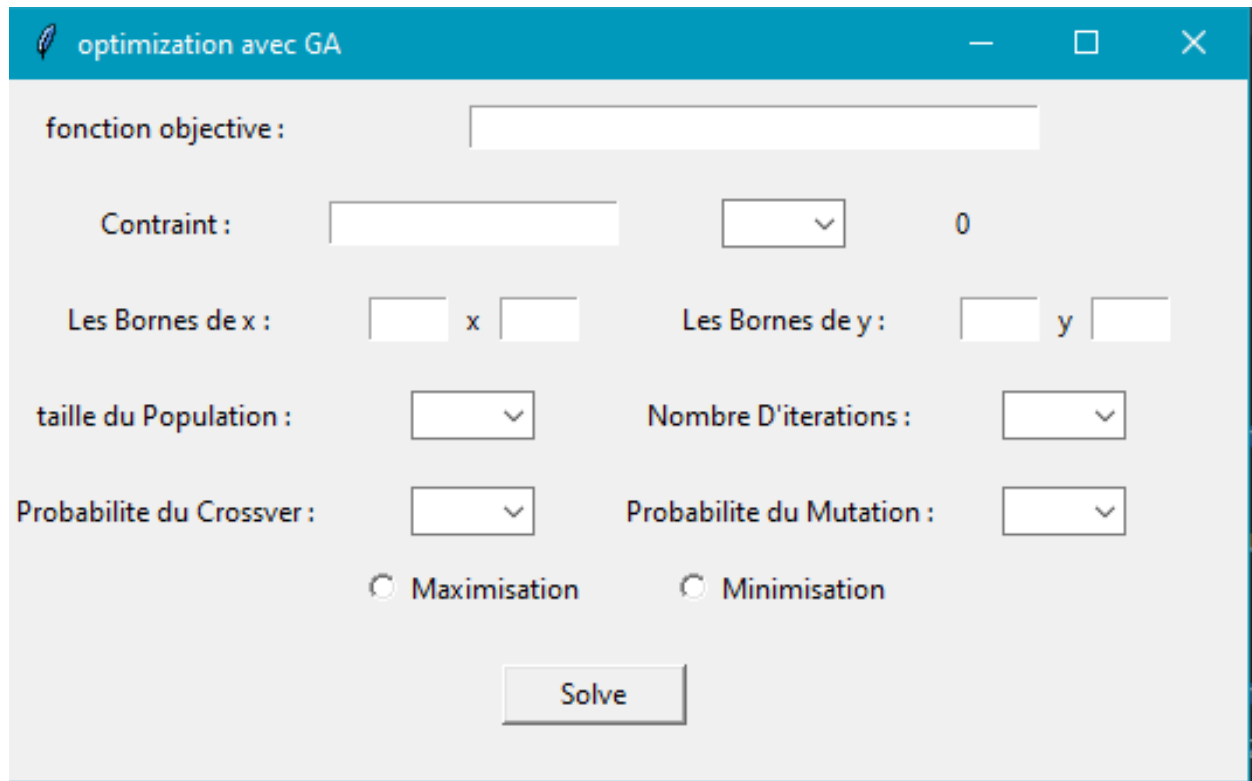 optimization avec GA
fonction objective :
Contraint : 0
Les Bornes de x : x Les Bornes de y : y
taille du Population : Nombre D'iterations :
Probabilite du Crossver : Probabilite du Mutation :
Maximisation Minimisation
Solve